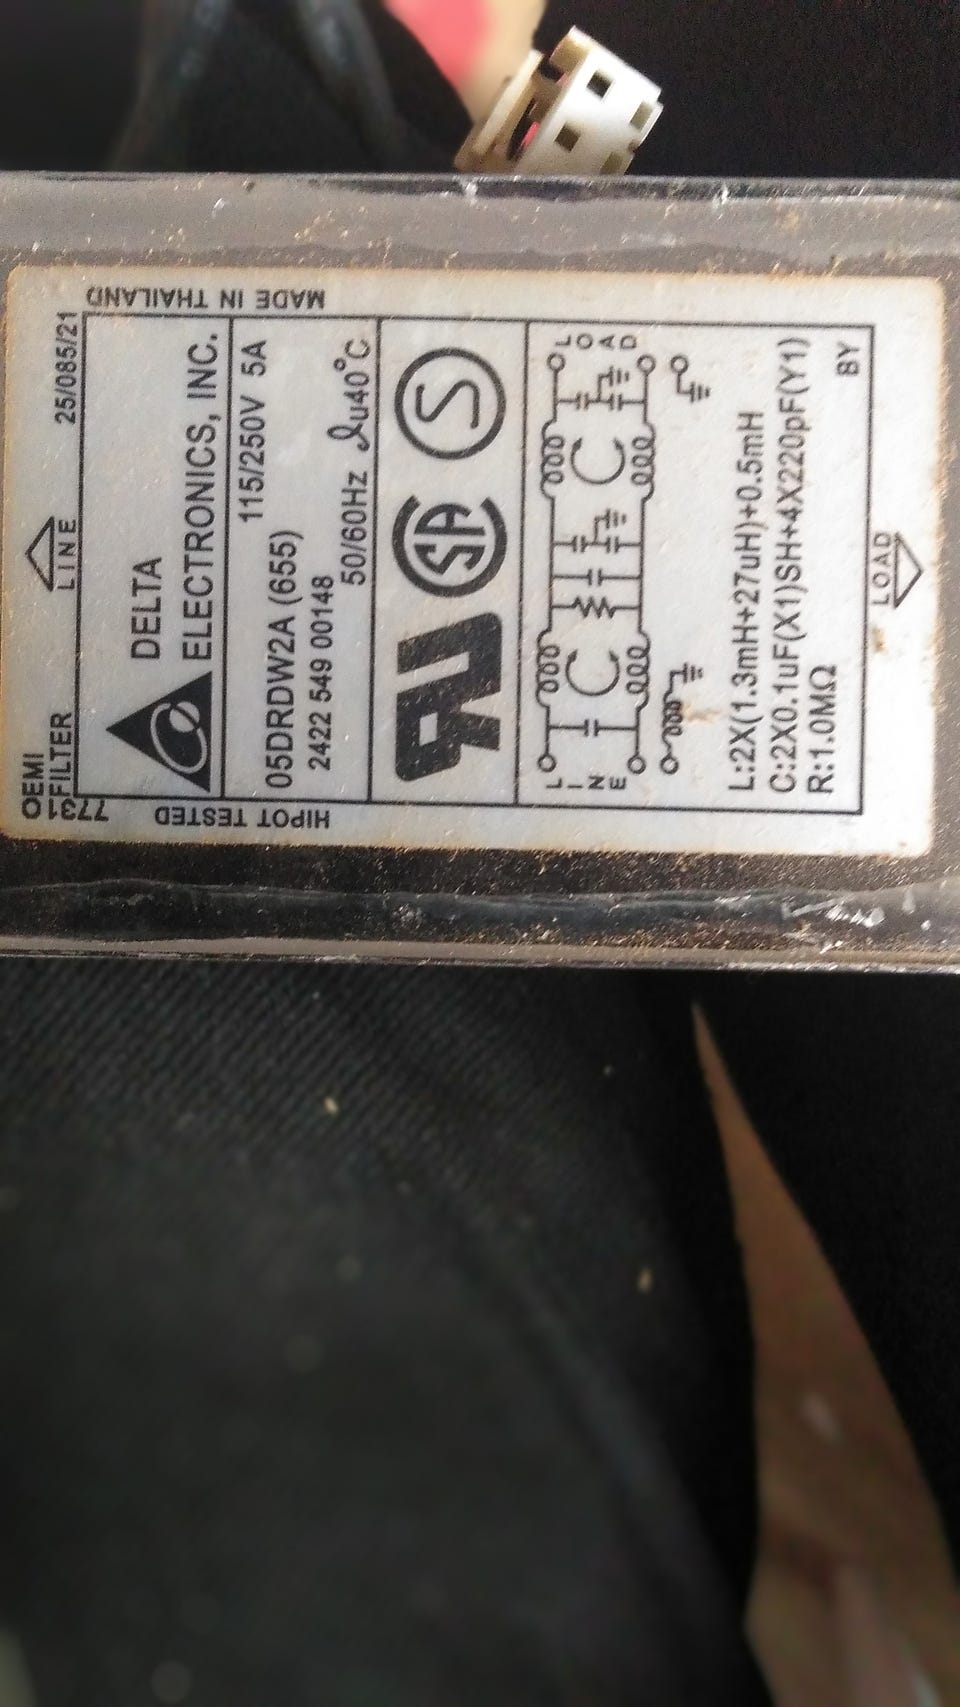 OEMI
FILTER
LINE
25/085/21
7731
HIPOT TESTED
MADE IN THAILAND
DELTA
ELECTRONICS, INC.
05DRDW2A (655) 115/250V 5A
2422 549 00148
50/60Hz 𝒥u40°C
LINE
LOAD
L:2X(1.3mH+27uH)+0.5mH
C:2X0.1uF(X1)SH+4X220pF(Y1)
R:1.0MΩ BY
LOAD